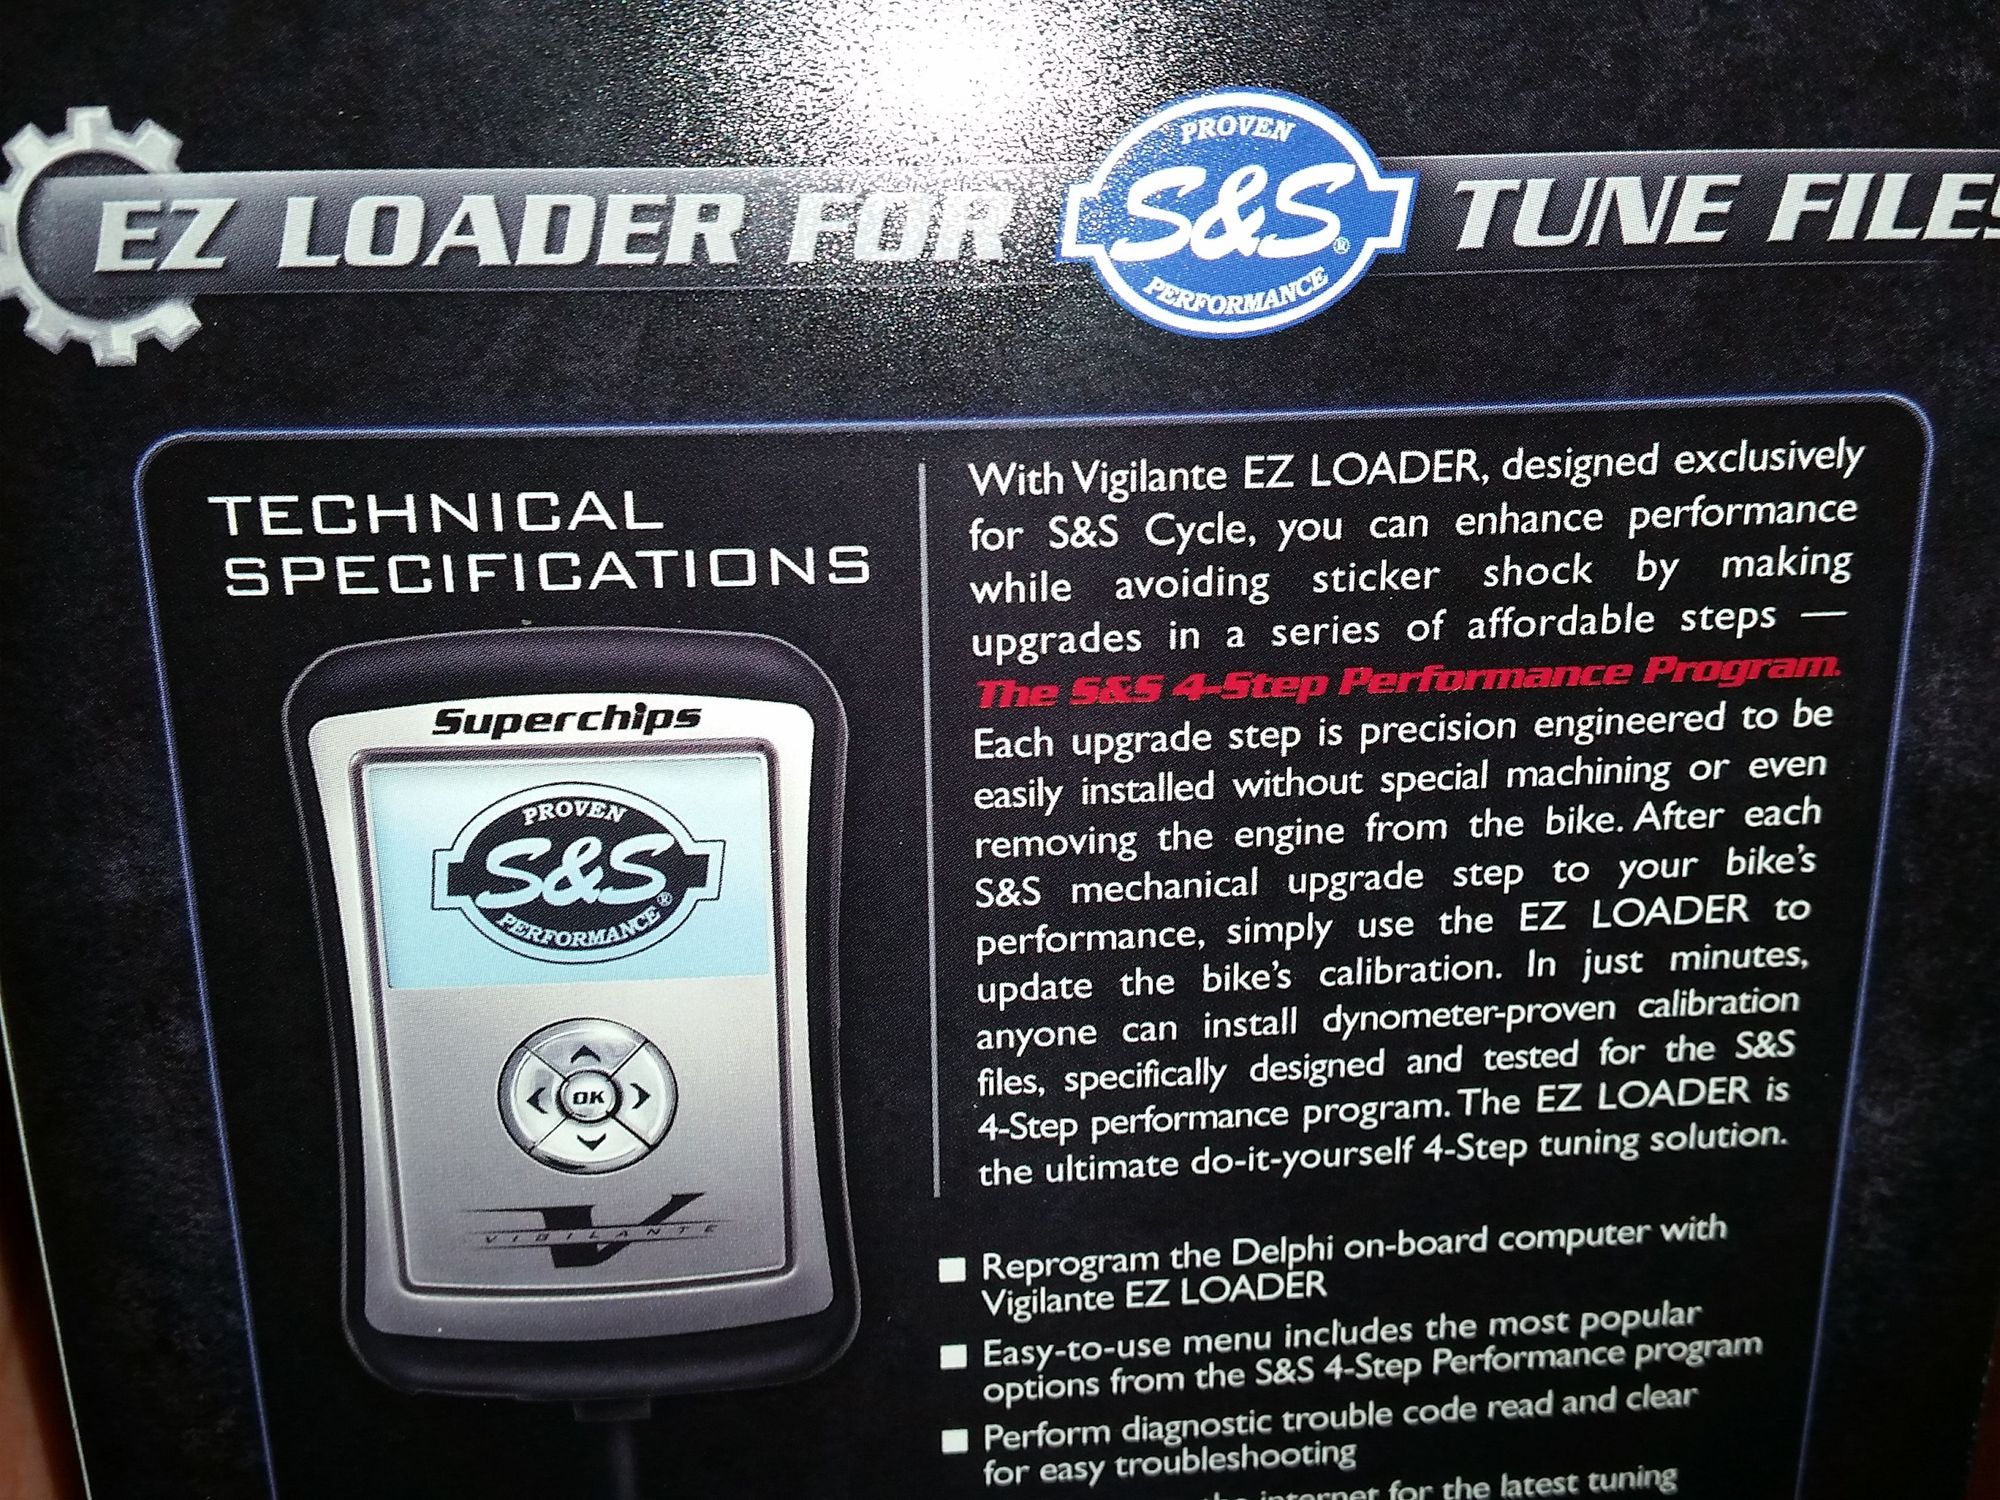 EZ LOADER FOR PROVEN S&S® PERFORMANCE TUNE FILES
TECHNICAL
SPECIFICATIONS
Superchips
PROVEN
S&S®
PERFORMANCE
OK
VIGILANTE
With Vigilante EZ LOADER, designed exclusively
for S&S Cycle, you can enhance performance
while avoiding sticker shock by making
upgrades in a series of affordable steps —
The S&S 4-Step Performance Program.
Each upgrade step is precision engineered to be
easily installed without special machining or even
removing the engine from the bike. After each
S&S mechanical upgrade step to your bike's
performance, simply use the EZ LOADER to
update the bike's calibration. In just minutes,
anyone can install dynometer-proven calibration
files, specifically designed and tested for the S&S
4-Step performance program. The EZ LOADER is
the ultimate do-it-yourself 4-Step tuning solution.
■ Reprogram the Delphi on-board computer with
Vigilante EZ LOADER
■ Easy-to-use menu includes the most popular
options from the S&S 4-Step Performance program
■ Perform diagnostic trouble code read and clear
for easy troubleshooting
internet for the latest tuning